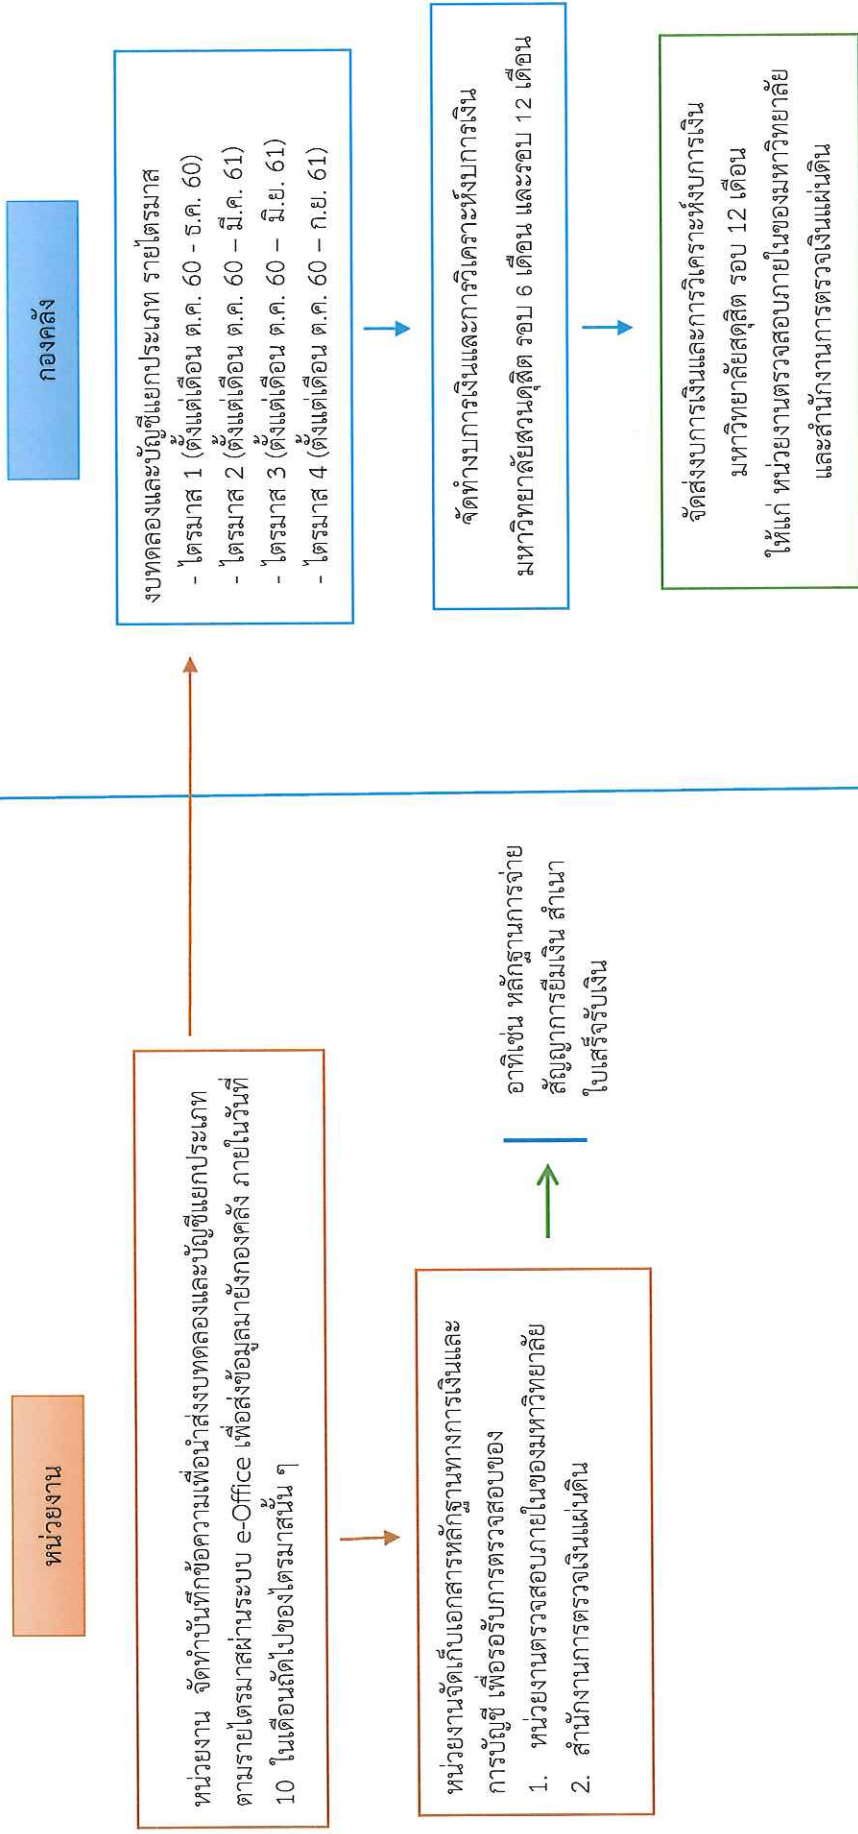 หน่วยงาน
หน่วยงาน จัดทำบันทึกข้อความเพื่อนำส่งงบทดลองและบัญชีแยกประเภท
ตามรายไตรมาสผ่านระบบ e-Office เพื่อส่งข้อมูลมายังกองคลัง ภายในวันที่
10 ในเดือนถัดไปของไตรมาสนั้น ๆ
หน่วยงานจัดเก็บเอกสารหลักฐานทางการเงินและ
การบัญชี เพื่อรอรับการตรวจสอบของ
1. หน่วยงานตรวจสอบภายในของมหาวิทยาลัย
2. สำนักงานการตรวจเงินแผ่นดิน
อาทิเช่น หลักฐานการจ่าย
สัญญาการยืมเงิน สำเนา
ใบเสร็จรับเงิน
กองคลัง
งบทดลองและบัญชีแยกประเภท รายไตรมาส
- ไตรมาส 1 (ตั้งแต่เดือน ต.ค. 60 - ธ.ค. 60)
- ไตรมาส 2 (ตั้งแต่เดือน ต.ค. 60 – มี.ค. 61)
- ไตรมาส 3 (ตั้งแต่เดือน ต.ค. 60 – มิ.ย. 61)
- ไตรมาส 4 (ตั้งแต่เดือน ต.ค. 60 – ก.ย. 61)
จัดทำงบการเงินและการวิเคราะห์งบการเงิน
มหาวิทยาลัยสวนดุสิต รอบ 6 เดือน และรอบ 12 เดือน
จัดส่งงบการเงินและการวิเคราะห์งบการเงิน
มหาวิทยาลัยสดุสิต รอบ 12 เดือน
ให้แก่ หน่วยงานตรวจสอบภายในของมหาวิทยาลัย
และสำนักงานการตรวจเงินแผ่นดิน